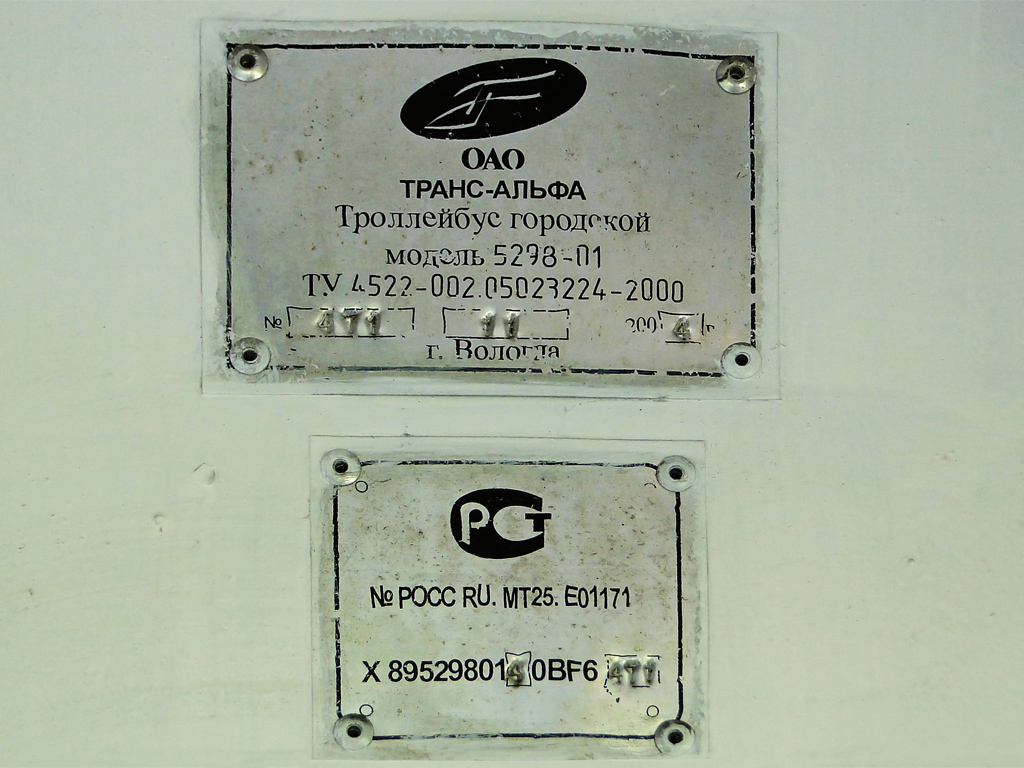 ОАО
ТРАНС-АЛЬФА
Троллейбус городской
модель 5298-01
ТУ 4522-002.05023224-2000
№ 471 11 2004 г
г. Вологда
РСТ
№ РОСС RU. МТ25. Е01171
X 8952980140BF6 471